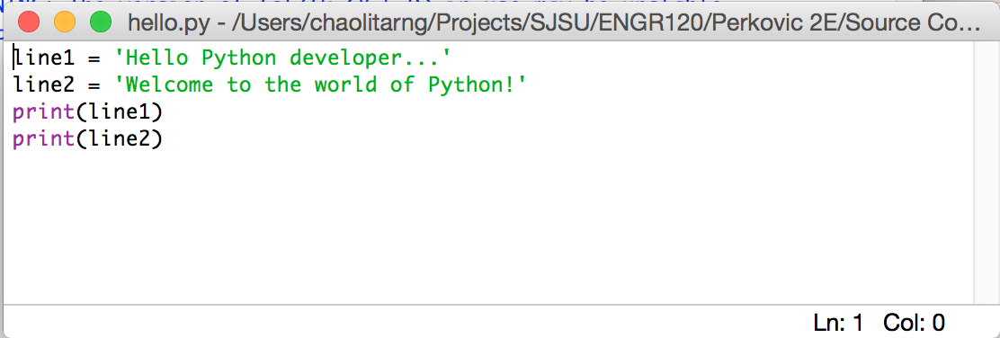 hello.py - /Users/chaolitarng/Projects/SJSU/ENGR120/Perkovic 2E/Source Co...
line1 = 'Hello Python developer...'
line2 = 'Welcome to the world of Python!'
print(line1)
print(line2)
Ln: 1 Col: 0